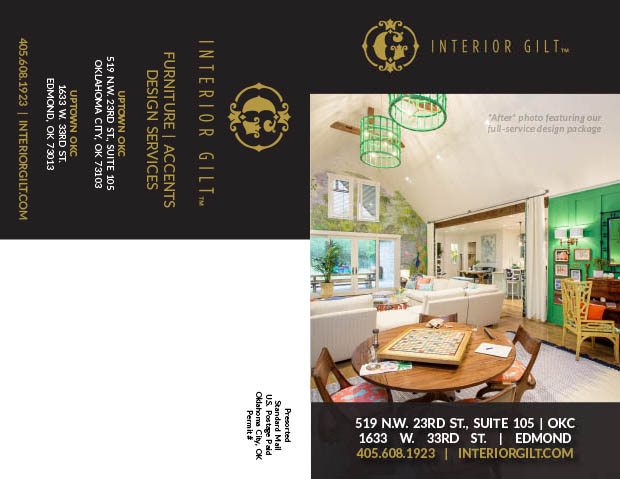 INTERIOR GILT™
FURNITURE | ACCENTS
DESIGN SERVICES
UPTOWN OKC
519 N.W. 23RD ST., SUITE 105
OKLAHOMA CITY, OK 73103
UPTOWN OKC
1633 W. 33RD ST.
EDMOND, OK 73013
405.608.1923 | INTERIORGILT.COM
Presorted
Standard Mail
U.S. Postage Paid
Oklahoma City, OK
Permit #
G INTERIOR GILT™
"After" photo featuring our
full-service design package
519 N.W. 23RD ST., SUITE 105 | OKC
1633 W. 33RD ST. | EDMOND
405.608.1923 | INTERIORGILT.COM